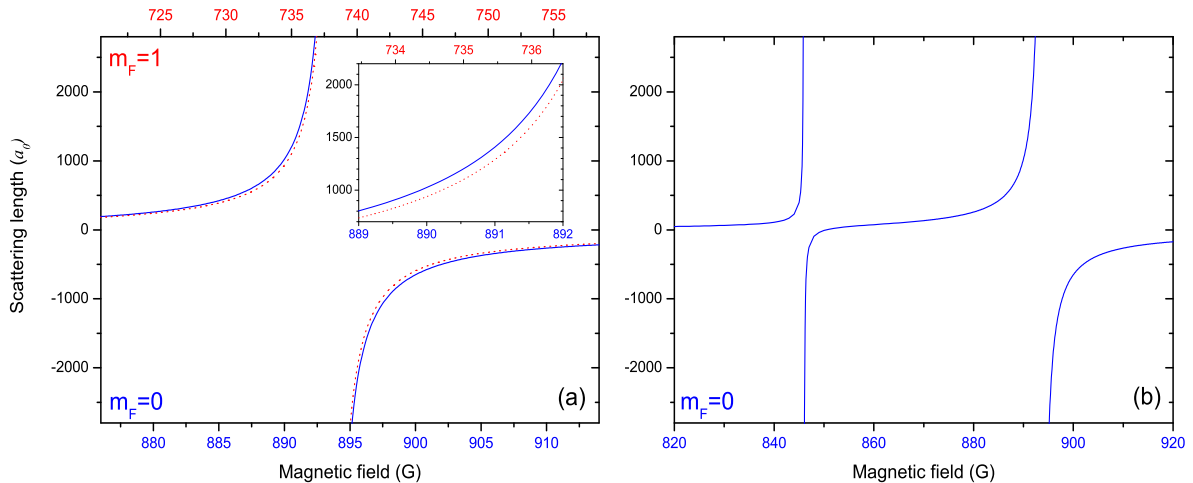 725 730 735 740 745 750 755
m_F=1
734 735 736
2000
1500
1000
889 890 891 892
2000
1000
0
-1000
-2000
Scattering length (a_0)
m_F=0
(a)
880 885 890 895 900 905 910
Magnetic field (G)
2000
1000
0
-1000
-2000
m_F=0
(b)
820 840 860 880 900 920
Magnetic field (G)